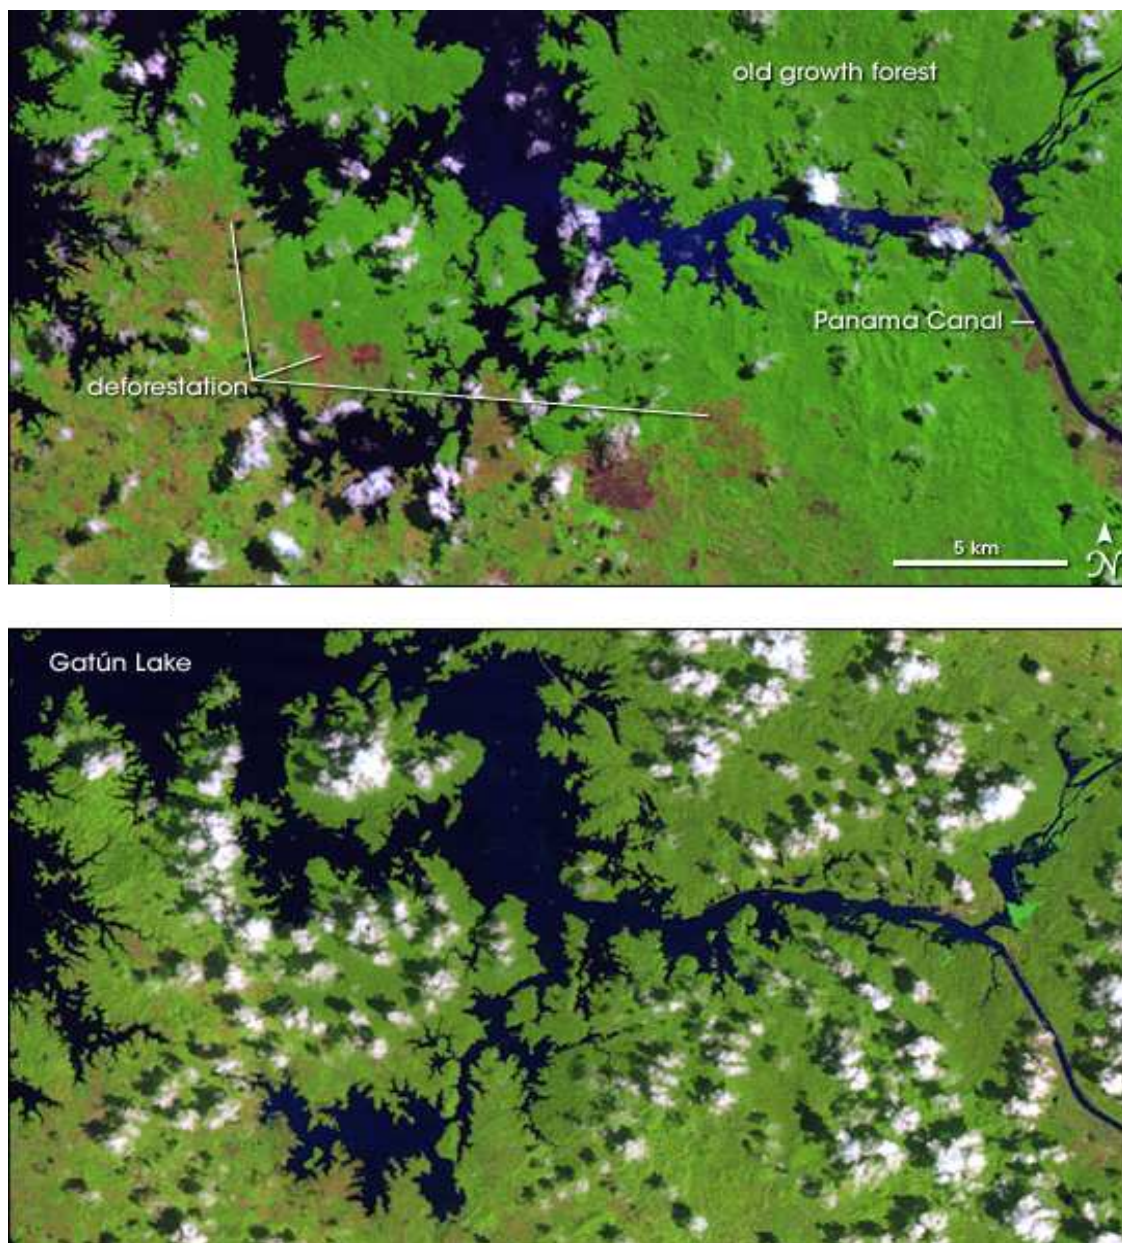 old growth forest
Panama Canal
deforestation
5 km
N
Gatún Lake